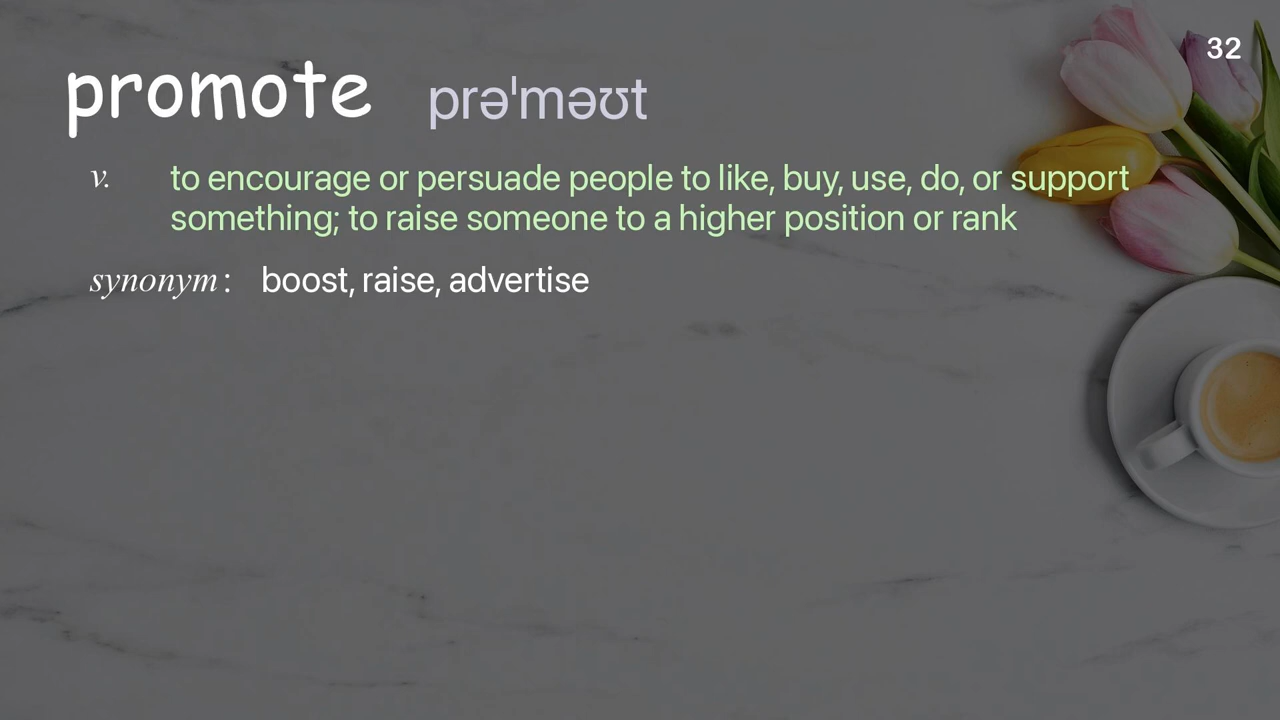 32
promote prəˈməʊt
v. to encourage or persuade people to like, buy, use, do, or support
something; to raise someone to a higher position or rank
synonym: boost, raise, advertise